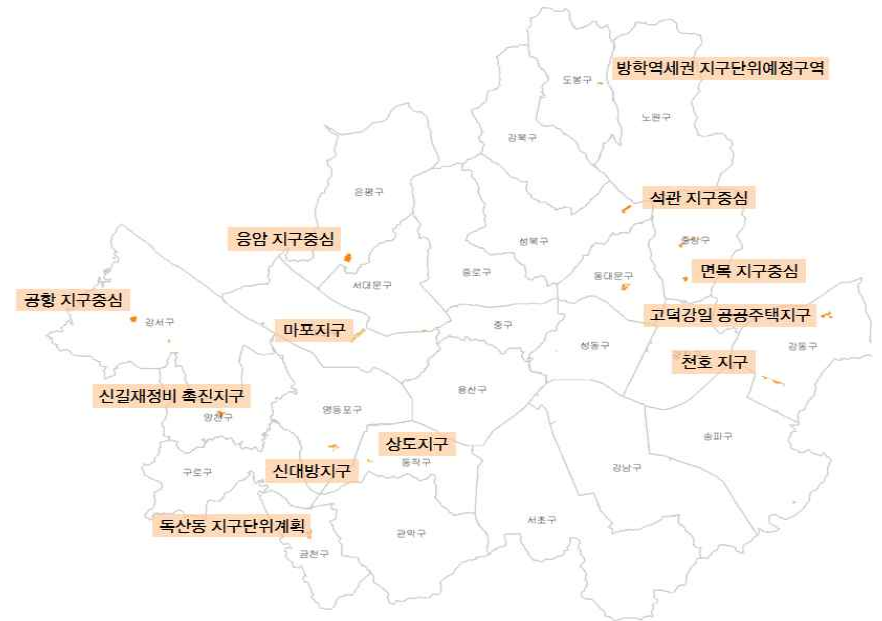 방학역세권 지구단위예정구역
도봉구
노원구
강북구
은평구
석관 지구중심
응암 지구중심
성북구
중랑구
종로구
동대문구
서대문구
면목 지구중심
공항 지구중심
강서구
마포지구
중구
고덕강일 공공주택지구
성동구
강동구
천호 지구
신길재정비 촉진지구
용산구
양천구
영등포구
상토지구
송파구
동작구
신대방지구
구로구
강남구
독산동 지구단위계획
서초구
관악구
금천구